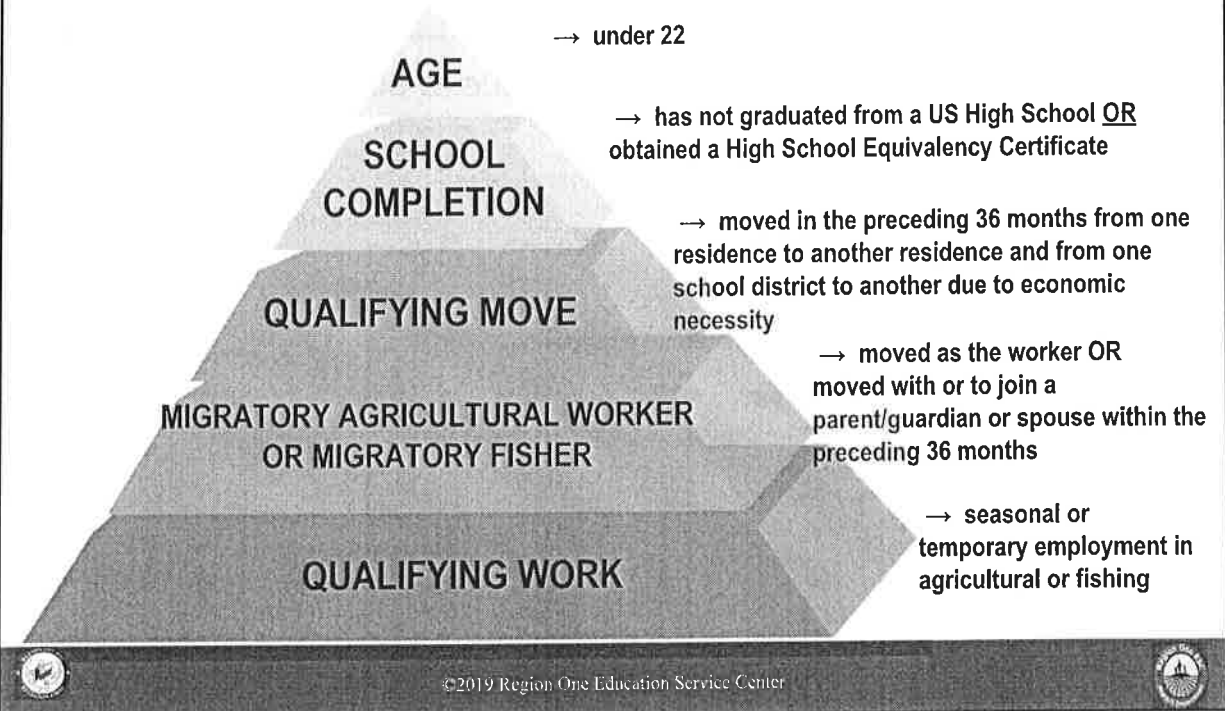 → under 22
AGE
→ has not graduated from a US High School OR
obtained a High School Equivalency Certificate
SCHOOL
COMPLETION
→ moved in the preceding 36 months from one
residence to another residence and from one
school district to another due to economic
necessity
QUALIFYING MOVE
→ moved as the worker OR
moved with or to join a
parent/guardian or spouse within the
preceding 36 months
MIGRATORY AGRICULTURAL WORKER
OR MIGRATORY FISHER
→ seasonal or
temporary employment in
agricultural or fishing
QUALIFYING WORK
©2019 Region One Education Service Center